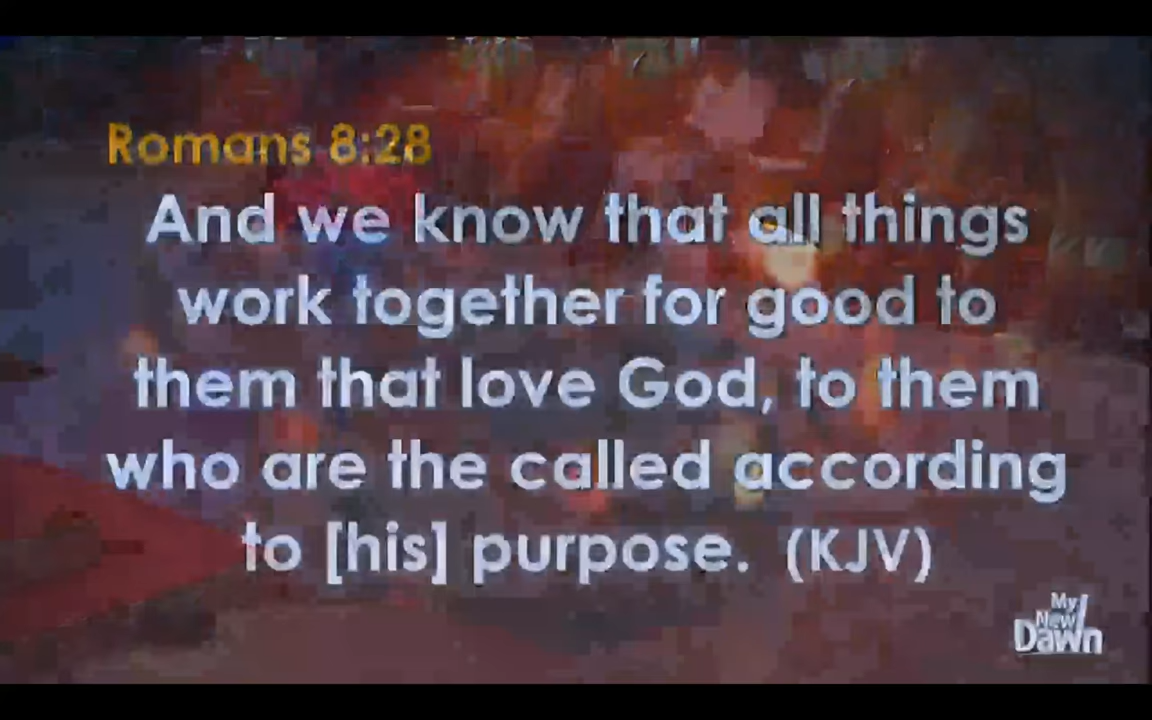 Romans 8:28
And we know that all things
work together for good to
them that love God, to them
who are the called according
to [his] purpose. (KJV)
My
New
Dawn